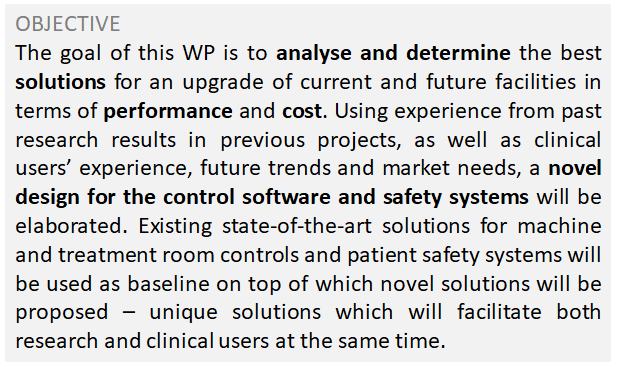 OBJECTIVE
The goal of this WP is to analyse and determine the best
solutions for an upgrade of current and future facilities in
terms of performance and cost. Using experience from past
research results in previous projects, as well as clinical
users’ experience, future trends and market needs, a novel
design for the control software and safety systems will be
elaborated. Existing state-of-the-art solutions for machine
and treatment room controls and patient safety systems will
be used as baseline on top of which novel solutions will be
proposed – unique solutions which will facilitate both
research and clinical users at the same time.